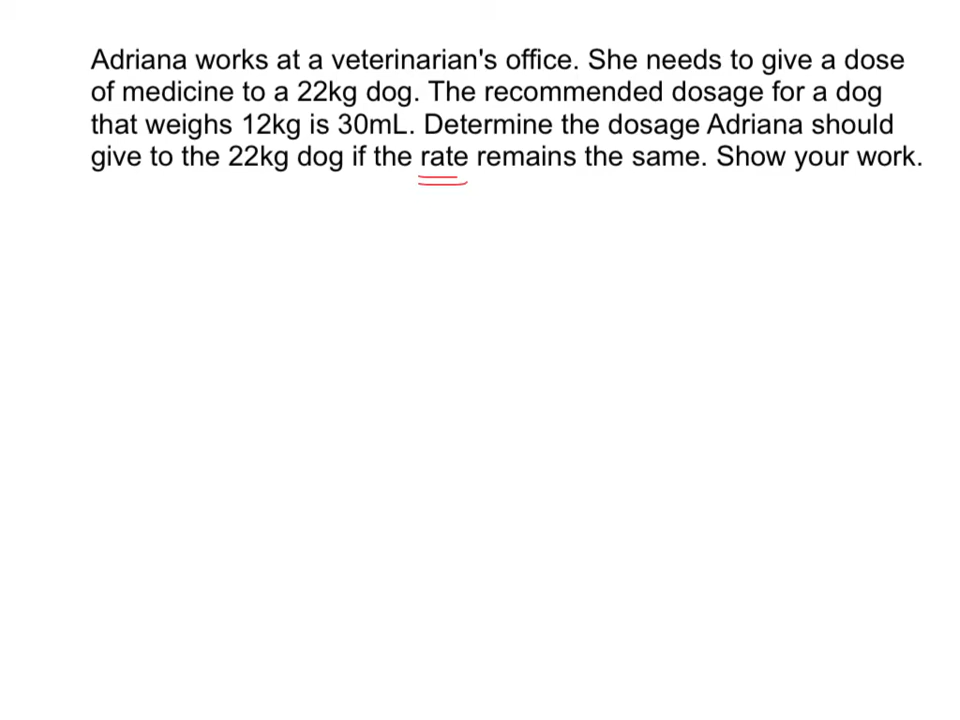 Adriana works at a veterinarian's office. She needs to give a dose
of medicine to a 22kg dog. The recommended dosage for a dog
that weighs 12kg is 30mL. Determine the dosage Adriana should
give to the 22kg dog if the rate remains the same. Show your work.